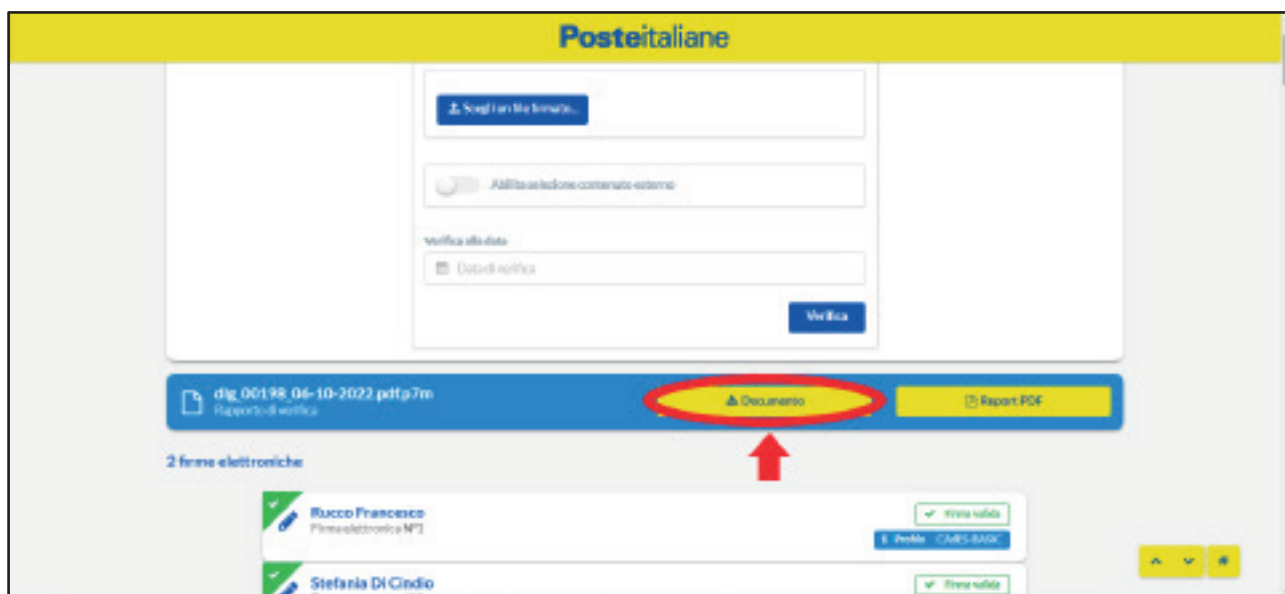 Posteitaliane
Scegli un file firmato...
Abilita selezione contenuto esterno
Verifica alla data
Data di verifica
Verifica
dlg_00198_06-10-2022.pdf.p7m
Rapporto di verifica
Documento
Report PDF
2 firme elettroniche
Rucco Francesco
Firma elettronica N°1
Firma valida
Profilo CAdES-BASIC
Stefania Di Cindio
Firma valida